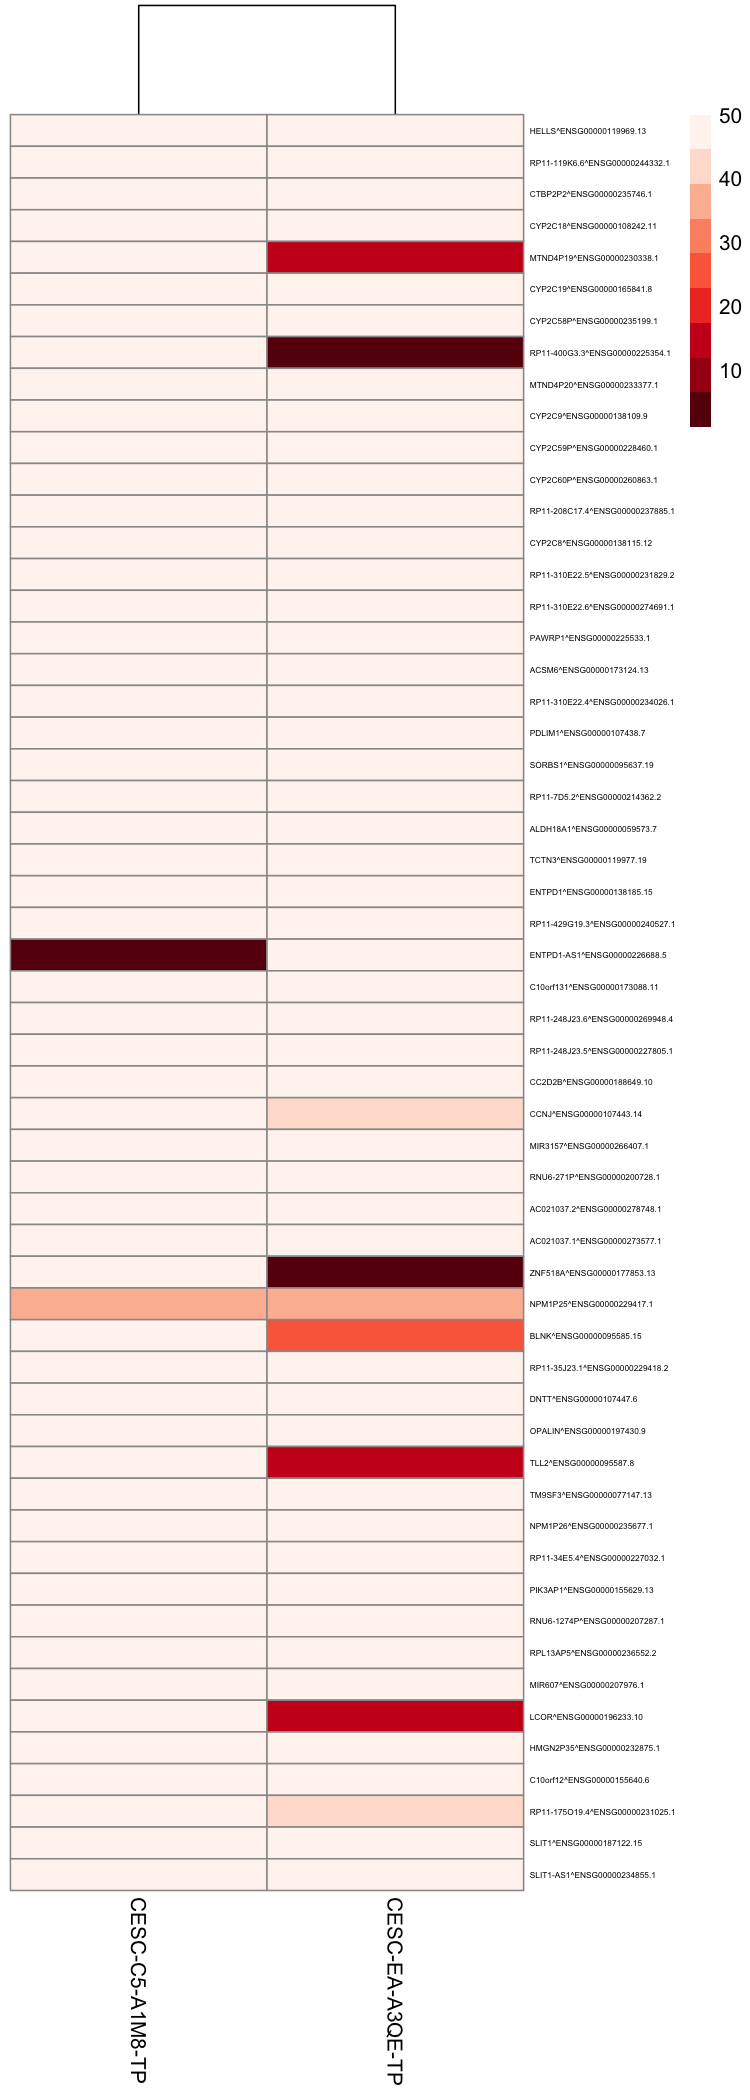 50
40
30
20
10
HELLS^ENSG00000119969.13
RP11-119K6.6^ENSG00000244332.1
CTBP2P2^ENSG00000235746.1
CYP2C18^ENSG00000108242.11
MTND4P19^ENSG00000230338.1
CYP2C19^ENSG00000165841.8
CYP2C58P^ENSG00000235199.1
RP11-400G3.3^ENSG00000225354.1
MTND4P20^ENSG00000233377.1
CYP2C9^ENSG00000138109.9
CYP2C59P^ENSG00000228460.1
CYP2C60P^ENSG00000260863.1
RP11-208C17.4^ENSG00000237885.1
CYP2C8^ENSG00000138115.12
RP11-310E22.5^ENSG00000231829.2
RP11-310E22.6^ENSG00000274691.1
PAWRP1^ENSG00000225533.1
ACSM6^ENSG00000173124.13
RP11-310E22.4^ENSG00000234026.1
PDLIM1^ENSG00000107438.7
SORBS1^ENSG00000095637.19
RP11-7D5.2^ENSG00000214362.2
ALDH18A1^ENSG00000059573.7
TCTN3^ENSG00000119977.19
ENTPD1^ENSG00000138185.15
RP11-429G19.3^ENSG00000240527.1
ENTPD1-AS1^ENSG00000226688.5
C10orf131^ENSG00000173088.11
RP11-248J23.6^ENSG00000269948.4
RP11-248J23.5^ENSG00000227805.1
CC2D2B^ENSG00000188649.10
CCNJ^ENSG00000107443.14
MIR3157^ENSG00000266407.1
RNU6-271P^ENSG00000200728.1
AC021037.2^ENSG00000278748.1
AC021037.1^ENSG00000273577.1
ZNF518A^ENSG00000177853.13
NPM1P25^ENSG00000229417.1
BLNK^ENSG00000095585.15
RP11-35J23.1^ENSG00000229418.2
DNTT^ENSG00000107447.6
OPALIN^ENSG00000197430.9
TLL2^ENSG00000095587.8
TM9SF3^ENSG00000077147.13
NPM1P26^ENSG00000235677.1
RP11-34E5.4^ENSG00000227032.1
PIK3AP1^ENSG00000155629.13
RNU6-1274P^ENSG00000207287.1
RPL13AP5^ENSG00000236552.2
MIR607^ENSG00000207976.1
LCOR^ENSG00000196233.10
HMGN2P35^ENSG00000232875.1
C10orf12^ENSG00000155640.6
RP11-175O19.4^ENSG00000231025.1
SLIT1^ENSG00000187122.15
SLIT1-AS1^ENSG00000234855.1
CESC-C5-A1M8-TP
CESC-EA-A3QE-TP